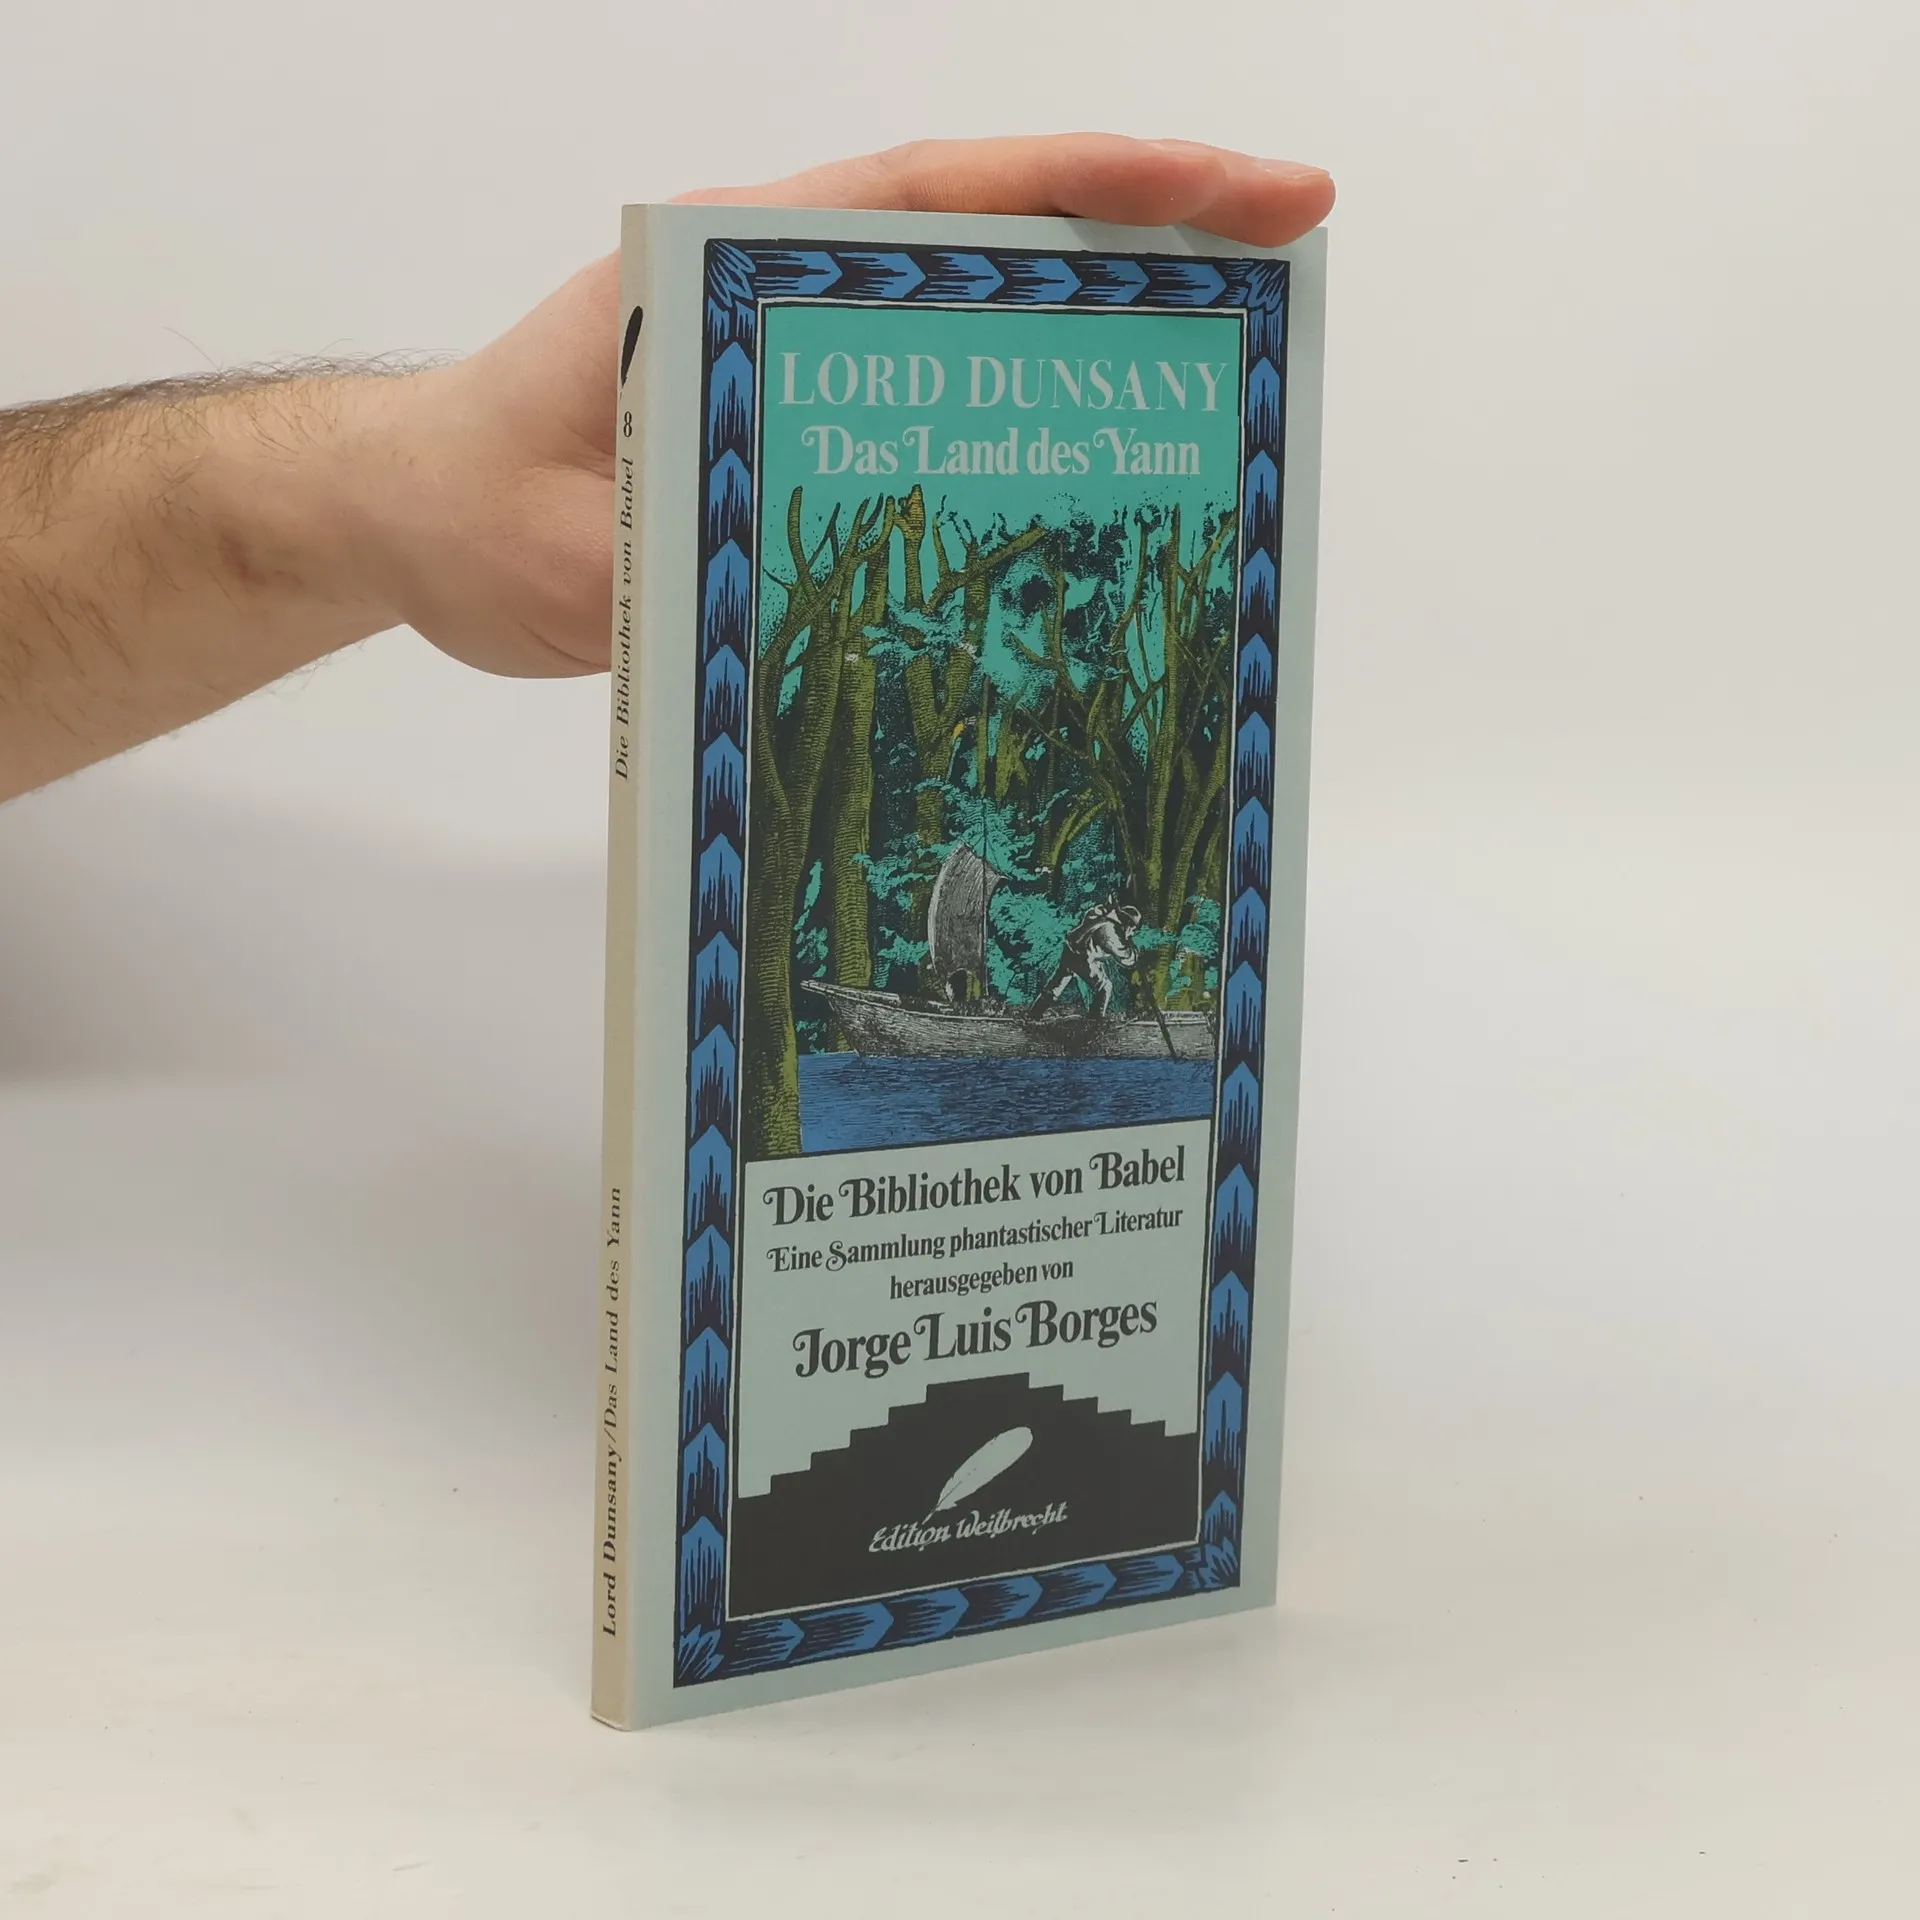 LORD DUNSANY
Das Land des Yann
Die Bibliothek von Babel
Eine Sammlung phantastischer Literatur
herausgegeben von
Jorge Luis Borges
Edition Weitbrecht
Lord Dunsany/Das Land des Yann
Die Bibliothek von Babel 8